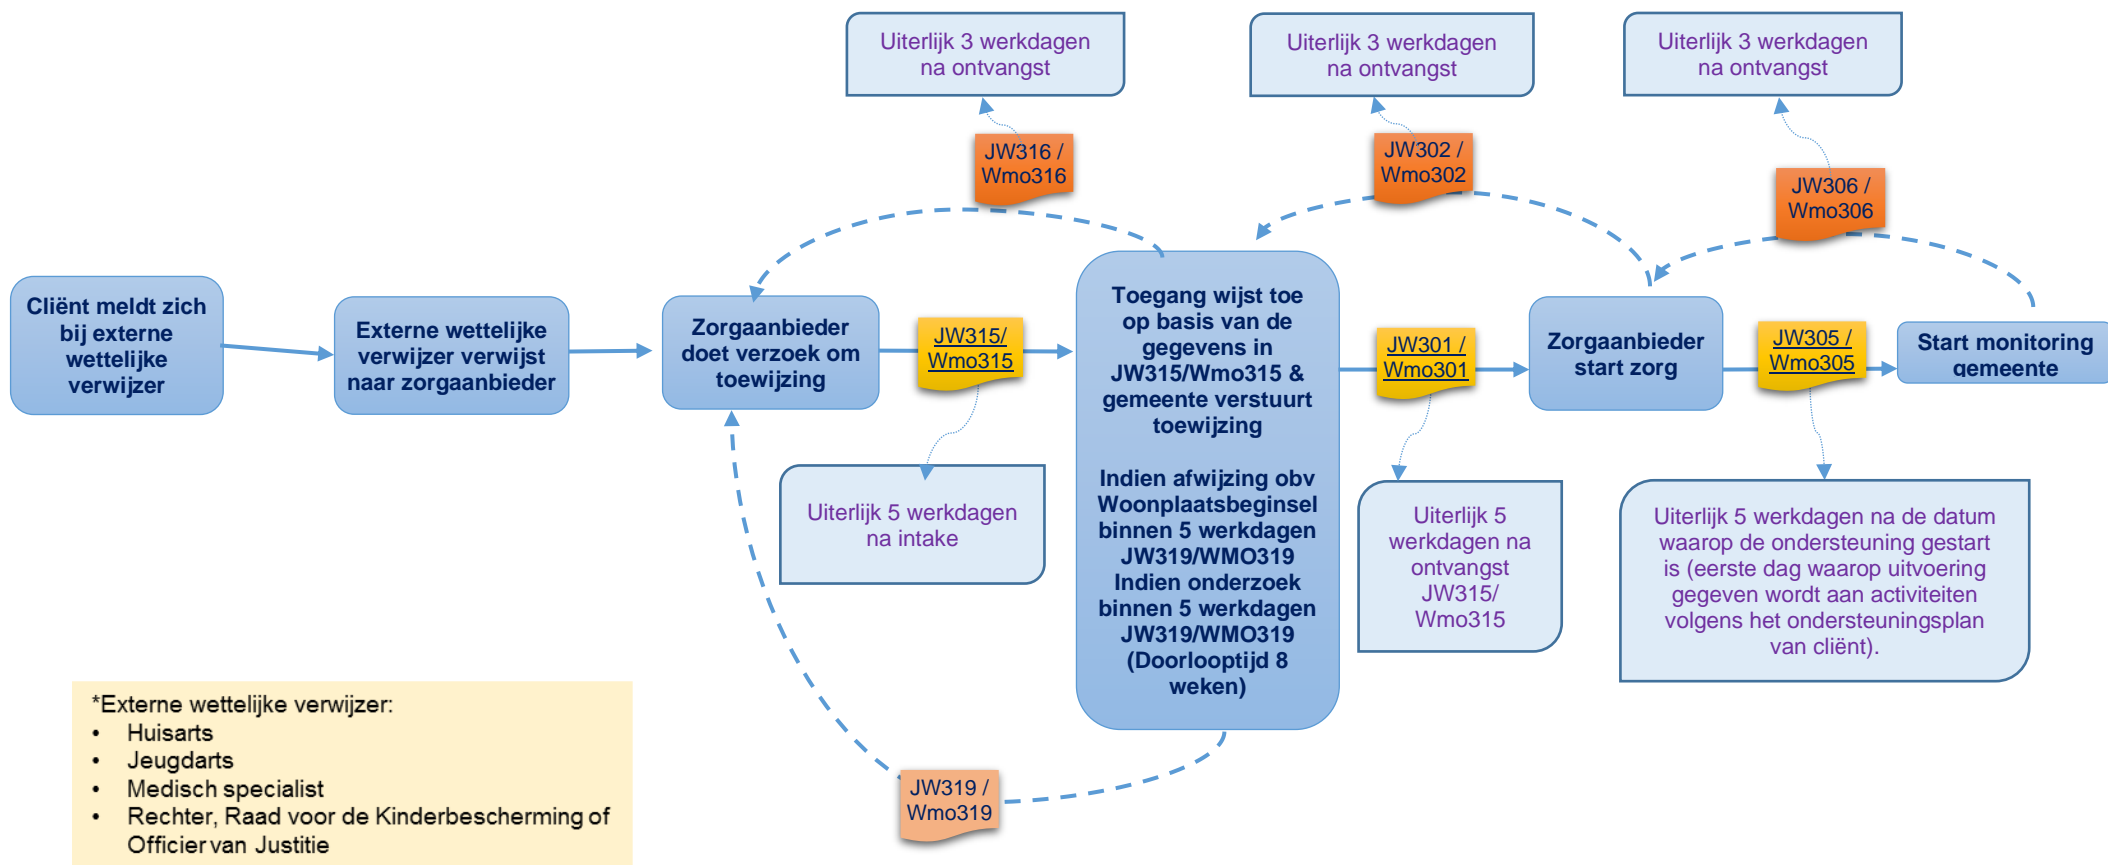 Uiterlijk 3 werkdagen
na ontvangst
Uiterlijk 3 werkdagen
na ontvangst
Uiterlijk 3 werkdagen
na ontvangst
JW316 /
Wmo316
JW302 /
Wmo302
JW306 /
Wmo306
Cliënt meldt zich
bij externe
wettelijke
verwijzer
Externe wettelijke
verwijzer verwijst
naar zorgaanbieder
Zorgaanbieder
doet verzoek om
toewijzing
JW315/
Wmo315
Toegang wijst toe
op basis van de
gegevens in
JW315/Wmo315 &
gemeente verstuurt
toewijzing
Indien afwijzing obv
Woonplaatsbeginsel
binnen 5 werkdagen
JW319/WMO319
Indien onderzoek
binnen 5 werkdagen
JW319/WMO319
(Doorlooptijd 8
weken)
JW301 /
Wmo301
Zorgaanbieder
start zorg
JW305 /
Wmo305
Start monitoring
gemeente
Uiterlijk 5 werkdagen
na intake
Uiterlijk 5
werkdagen na
ontvangst
JW315/
Wmo315
Uiterlijk 5 werkdagen na de datum
waarop de ondersteuning gestart
is (eerste dag waarop uitvoering
gegeven wordt aan activiteiten
volgens het ondersteuningsplan
van cliënt).
JW319 /
Wmo319
*Externe wettelijke verwijzer:
• Huisarts
• Jeugdarts
• Medisch specialist
• Rechter, Raad voor de Kinderbescherming of
Officier van Justitie